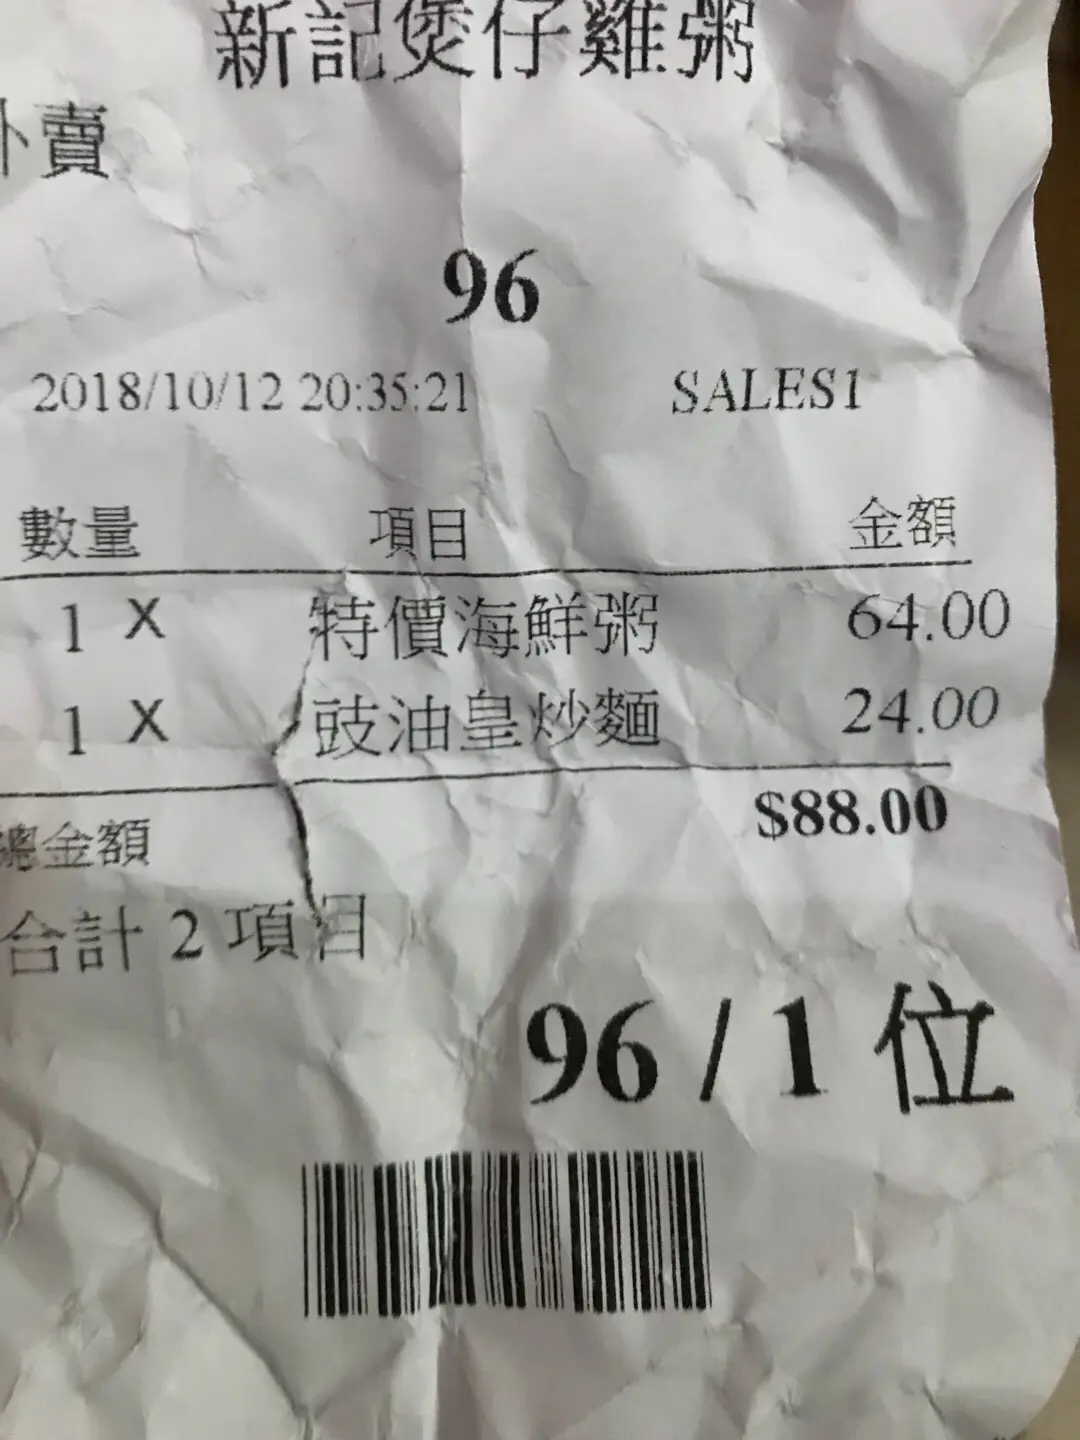 新記煲仔雞粥
外賣
96
2018/10/12 20:35:21 SALES1
數量 項目 金額
1 X 特價海鮮粥 64.00
1 X 豉油皇炒麵 24.00
總金額 $88.00
合計 2 項目
96 / 1 位